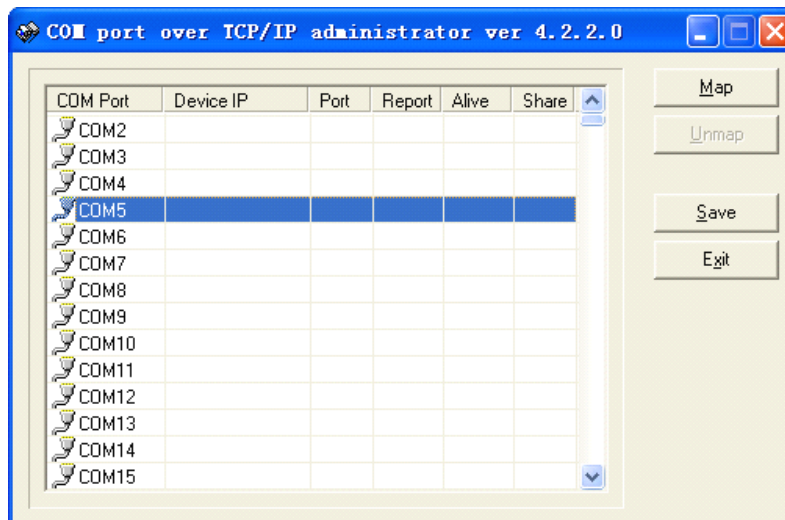 COM port over TCP/IP administrator ver 4.2.2.0
COM Port Device IP Port Report Alive Share
COM2
COM3
COM4
COM5
COM6
COM7
COM8
COM9
COM10
COM11
COM12
COM13
COM14
COM15
Map
Unmap
Save
Exit